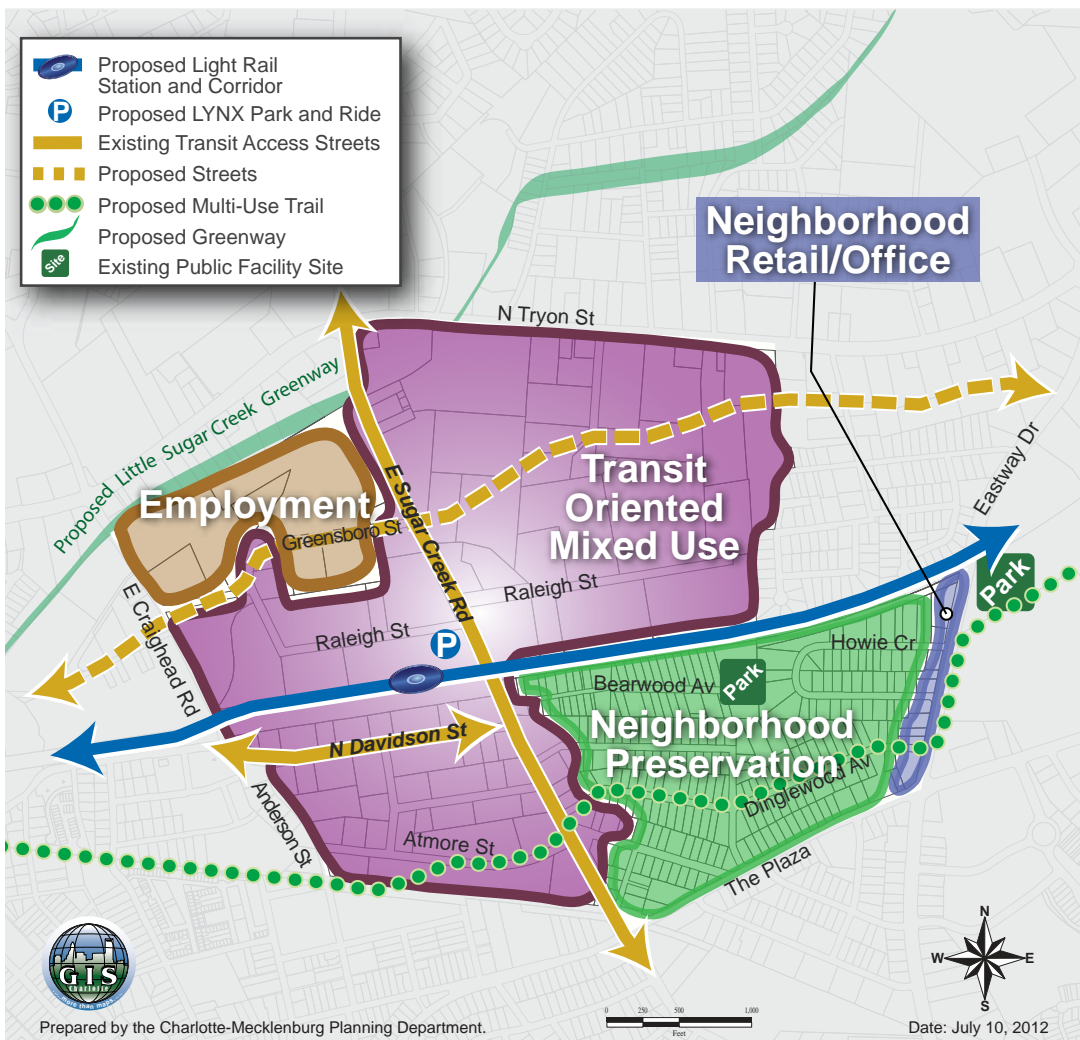 Proposed Light Rail
Station and Corridor
P
Proposed LYNX Park and Ride
Existing Transit Access Streets
Proposed Streets
Proposed Multi-Use Trail
Proposed Greenway
Site
Existing Public Facility Site
Neighborhood
Retail/Office
N Tryon St
Proposed Little Sugar Creek Greenway
Eastway Dr
E Sugar Creek Rd
Transit
Oriented
Mixed Use
Employment
Greensboro St
Raleigh St
Park
E Craighead Rd
Raleigh St
P
Howie Cr
Bearwood Av
Park
N Davidson St
Neighborhood
Preservation
Dinglewood Av
Anderson St
Atmore St
The Plaza
GIS
Charlotte
...more than maps
N
W
E
S
0 250 500 1,000
Feet
Prepared by the Charlotte-Mecklenburg Planning Department.
Date: July 10, 2012